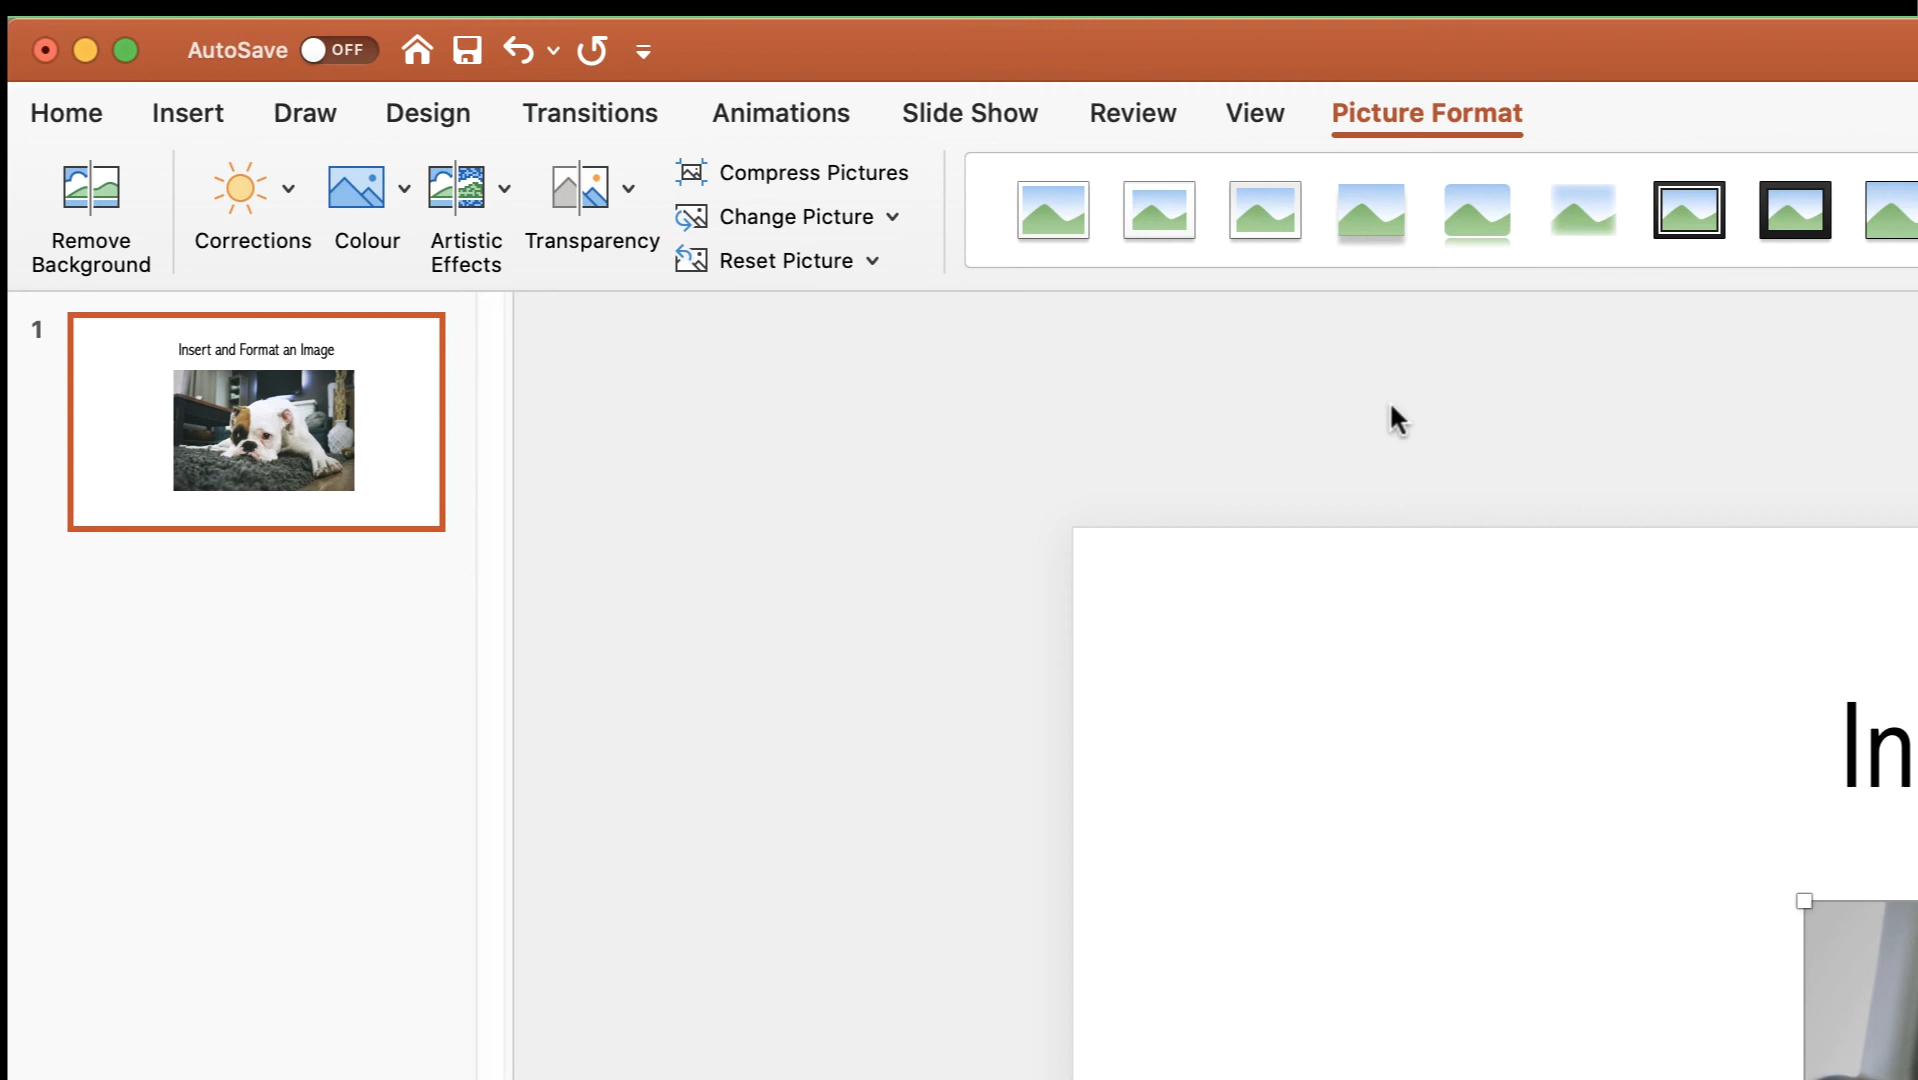 AutoSave OFF
Home Insert Draw Design Transitions Animations Slide Show Review View Picture Format
Remove
Background
Corrections
Colour
Artistic
Effects
Transparency
Compress Pictures
Change Picture
Reset Picture
1
Insert and Format an Image
In